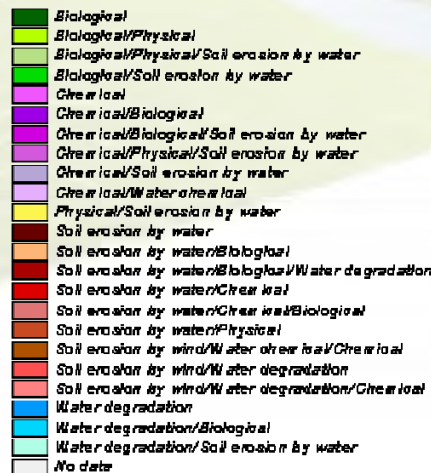 Biological
Biological/Physical
Biological/Physical/Soil erosion by water
Biological/Soil erosion by water
Chemical
Chemical/Biological
Chemical/Biological/Soil erosion by water
Chemical/Physical/Soil erosion by water
Chemical/Soil erosion by water
Chemical/Water chemical
Physical/Soil erosion by water
Soil erosion by water
Soil erosion by water/Biological
Soil erosion by water/Biological/Water degradation
Soil erosion by water/Chemical
Soil erosion by water/Chemical/Biological
Soil erosion by water/Physical
Soil erosion by wind/Water chemical/Chemical
Soil erosion by wind/Water degradation
Soil erosion by wind/Water degradation/Chemical
Water degradation
Water degradation/Biological
Water degradation/Soil erosion by water
No data